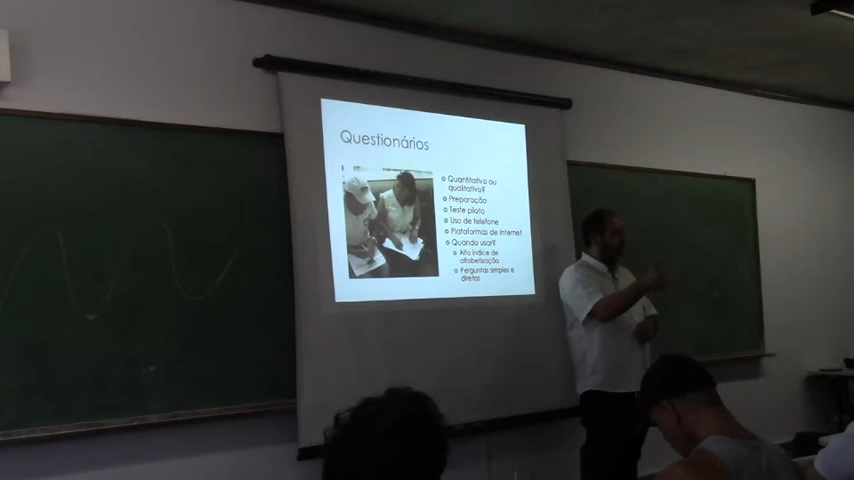 Questionários
Quantitativo ou
qualitativo?
Preparação
Teste piloto
Uso de telefone
Plataformas de internet
Quando usar?
Alto índice de
alfabetização
Perguntas simples e
diretas